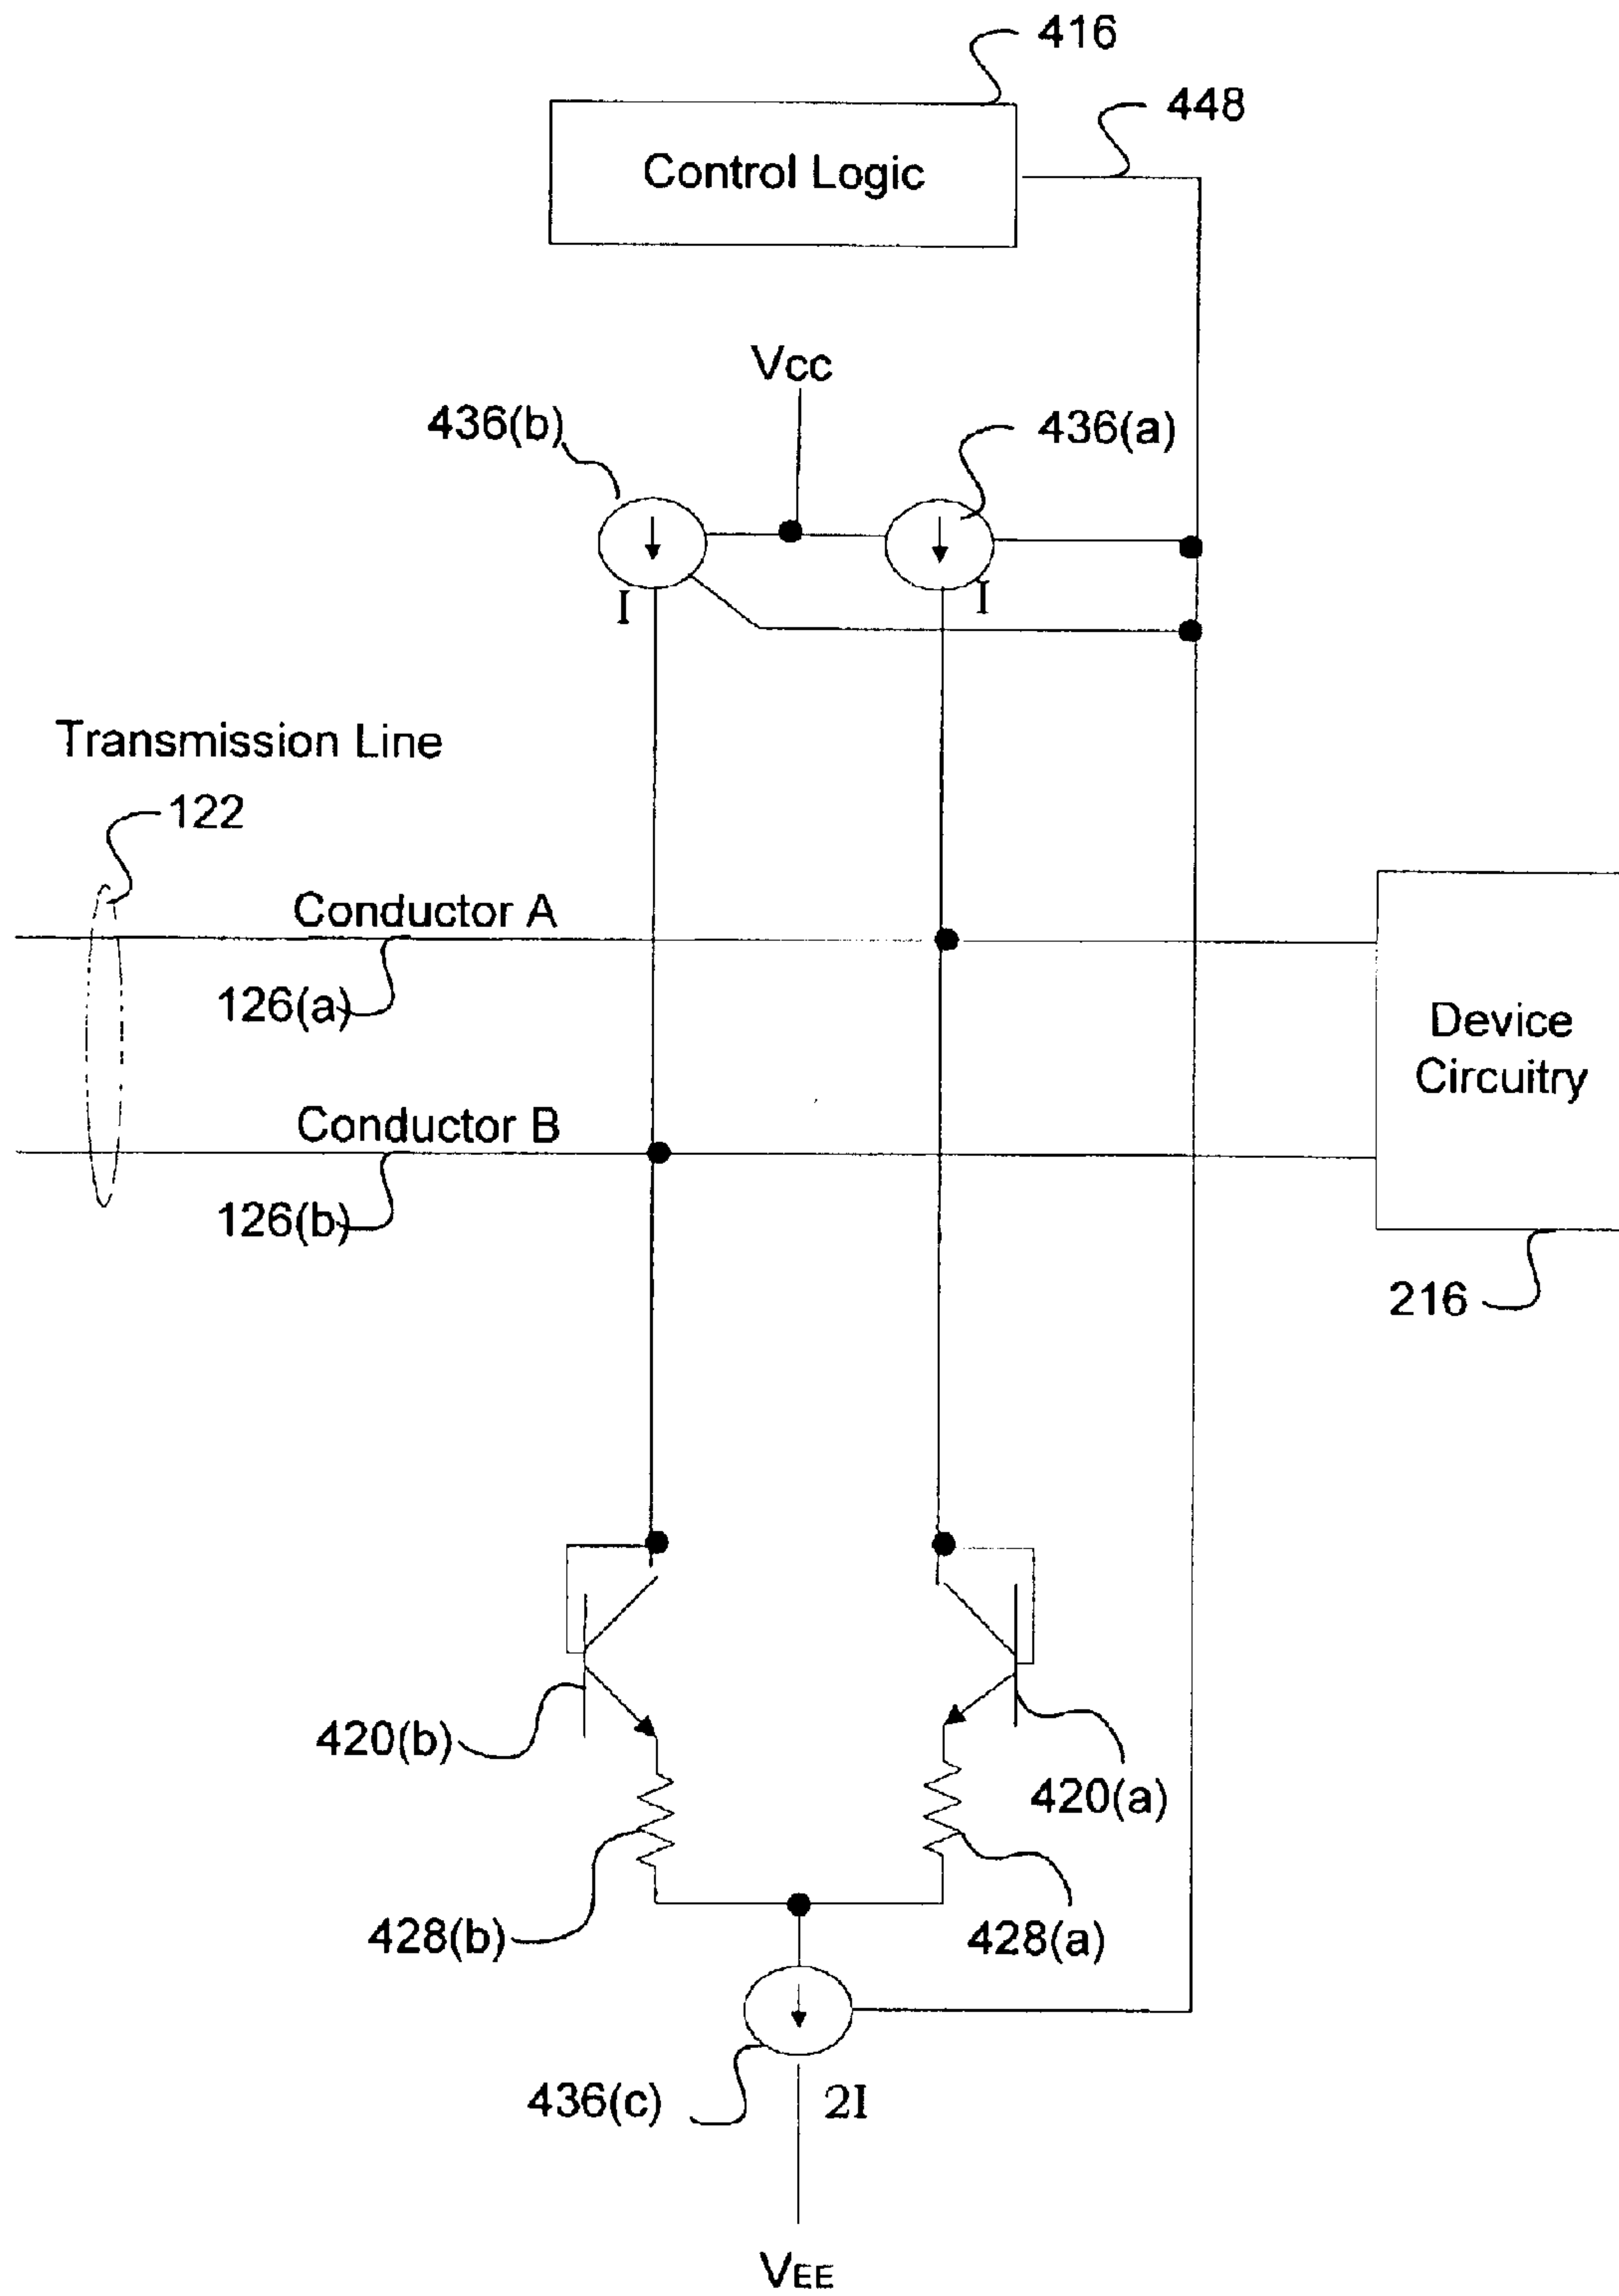 416
448
Control Logic
Vcc
436(b)
436(a)
I
I
Transmission Line
122
Conductor A
126(a)
Device
Circuitry
Conductor B
126(b)
216
420(b)
420(a)
428(b)
428(a)
436(c)
2I
VEE